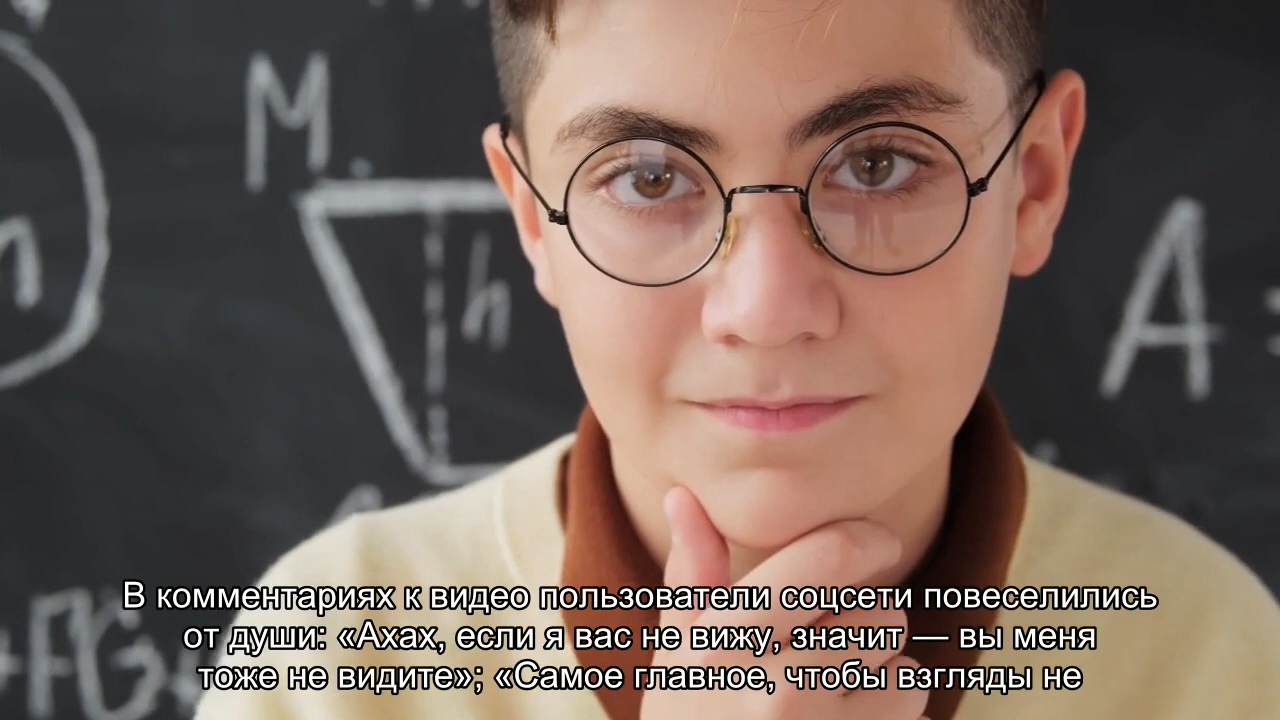 M
h
A
В комментариях к видео пользователи соцсети повеселились
от души: «Ахах, если я вас не вижу, значит — вы меня
тоже не видите»; «Самое главное, чтобы взгляды не